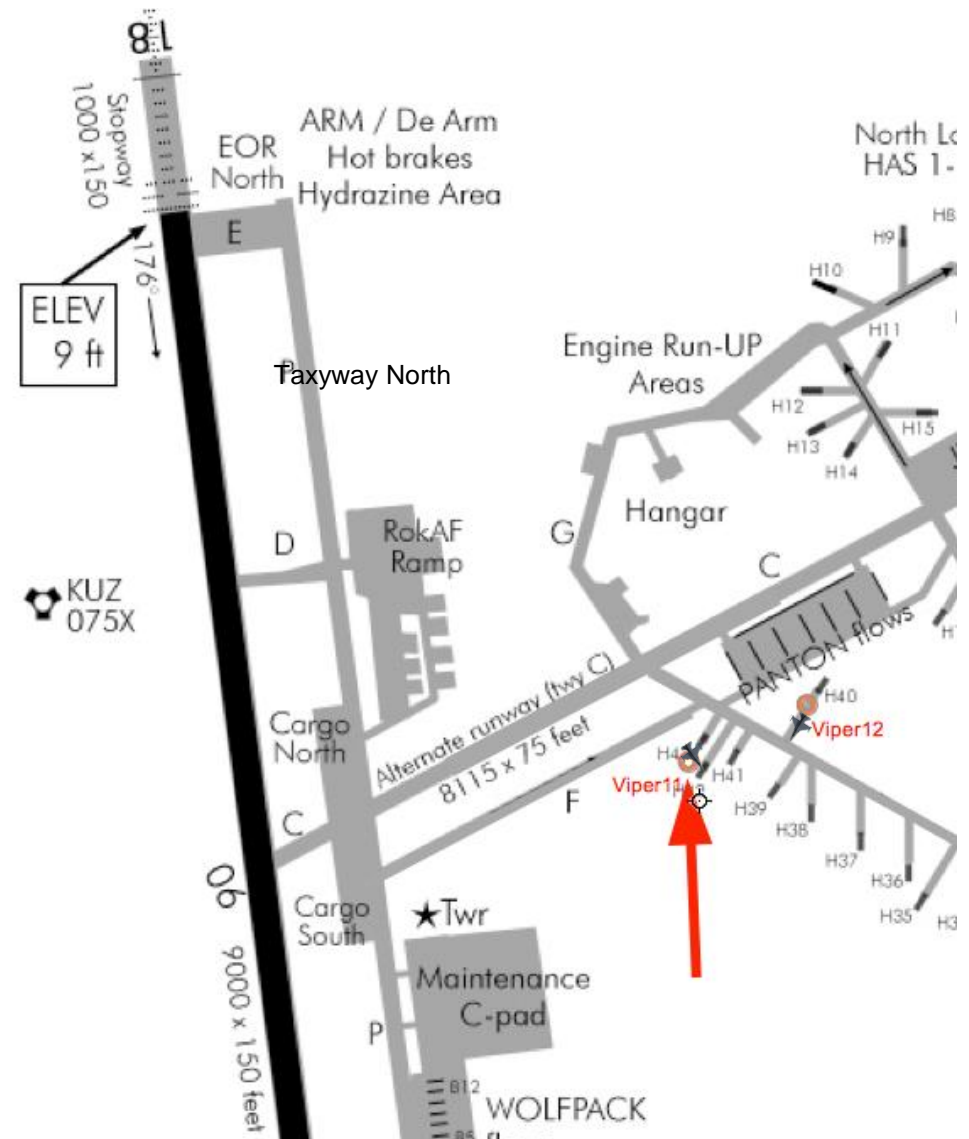 18
Stopway
1000 x150
EOR
North
ARM / De Arm
Hot brakes
Hydrazine Area
E
176°
ELEV
9 ft
Taxyway North
KUZ
075X
D
RokAF
Ramp
North
HAS 1-
H9
H10
H11
H12
H13
H14
H15
Engine Run-UP
Areas
Hangar
G
C
PANTON flows
H40
Viper12
Viper11
H41
H39
H38
H37
H36
H35
Cargo
North
Alternate runway (twy C)
8115 x 75 feet
F
C
06
Cargo
South
Twr
9000 x 150 feet
Maintenance
C-pad
P
B12
WOLFPACK